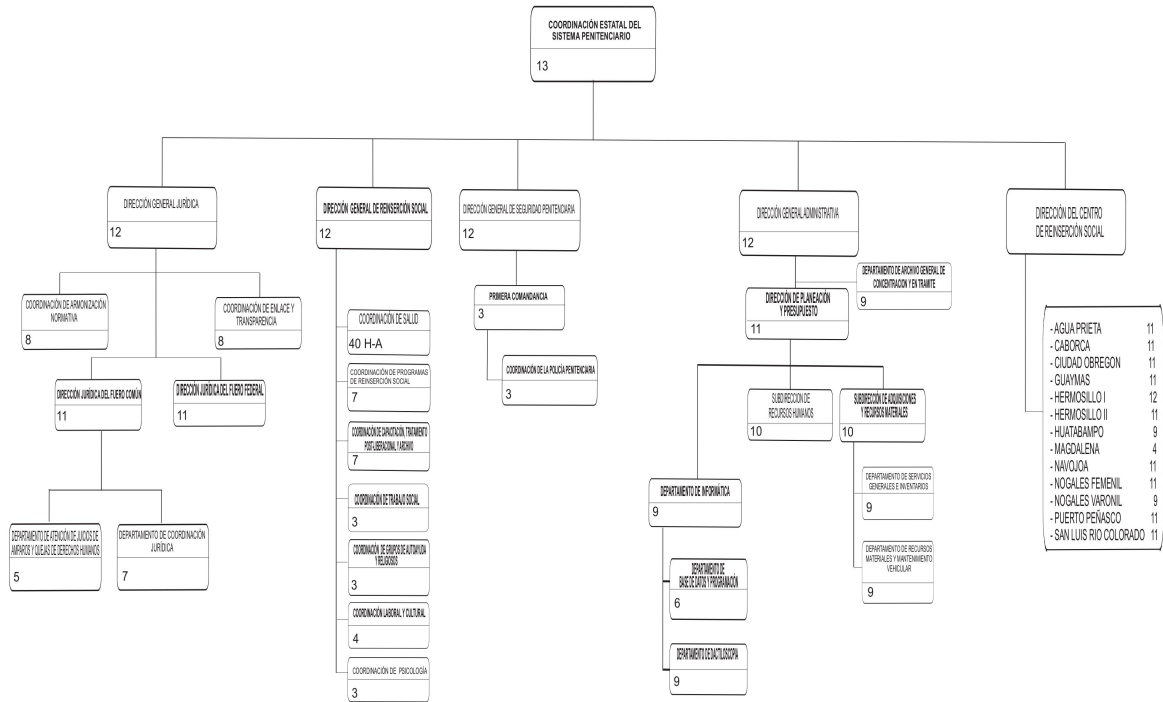 COORDINACIÓN ESTATAL DEL
SISTEMA PENITENCIARIO
13
DIRECCIÓN GENERAL JURÍDICA
12
DIRECCIÓN GENERAL DE REINSERCIÓN SOCIAL
12
DIRECCIÓN GENERAL DE SEGURIDAD PENITENCIARIA
12
DIRECCIÓN GENERAL ADMINISTRATIVA
12
DIRECCIÓN DEL CENTRO
DE REINSERCIÓN SOCIAL
COORDINACIÓN DE ARMONIZACIÓN
NORMATIVA
8
COORDINACIÓN DE ENLACE Y
TRANSPARENCIA
8
DIRECCIÓN JURÍDICA DEL FUERO COMÚN
11
DIRECCIÓN JURÍDICA DEL FUERO FEDERAL
11
DEPARTAMENTO DE ATENCIÓN DE JUICIOS DE
AMPAROS Y QUEJAS DE DERECHOS HUMANOS
5
DEPARTAMENTO DE COORDINACIÓN
JURÍDICA
7
COORDINACIÓN DE SALUD
40 H-A
COORDINACIÓN DE PROGRAMAS
DE REINSERCIÓN SOCIAL
7
COORDINACIÓN DE CAPACITACIÓN, TRATAMIENTO
POST-LIBERACIONAL Y ARCHIVO
7
COORDINACIÓN DE TRABAJO SOCIAL
3
COORDINACIÓN DE GRUPOS DE AUTOAYUDA
Y RELIGIOSOS
3
COORDINACIÓN LABORAL Y CULTURAL
4
COORDINACIÓN DE PSICOLOGÍA
3
PRIMERA COMANDANCIA
3
COORDINACIÓN DE LA POLICÍA PENITENCIARIA
3
DEPARTAMENTO DE ARCHIVO GENERAL DE
CONCENTRACION Y EN TRAMITE
9
DIRECCIÓN DE PLANEACIÓN
Y PRESUPUESTO
11
SUBDIRECCIÓN DE
RECURSOS HUMANOS
10
SUBDIRECCIÓN DE ADQUISICIONES
Y RECURSOS MATERIALES
10
DEPARTAMENTO DE INFORMÁTICA
9
DEPARTAMENTO DE
BASE DE DATOS Y PROGRAMACIÓN
6
DEPARTAMENTO DE DACTILOSCOPIA
9
DEPARTAMENTO DE SERVICIOS
GENERALES E INVENTARIOS
9
DEPARTAMENTO DE RECURSOS
MATERIALES Y MANTENIMIENTO
VEHICULAR
9
- AGUA PRIETA 11
- CABORCA 11
- CIUDAD OBREGON 11
- GUAYMAS 11
- HERMOSILLO I 12
- HERMOSILLO II 11
- HUATABAMPO 9
- MAGDALENA 4
- NAVOJOA 11
- NOGALES FEMENIL 11
- NOGALES VARONIL 9
- PUERTO PEÑASCO 11
- SAN LUIS RIO COLORADO 11